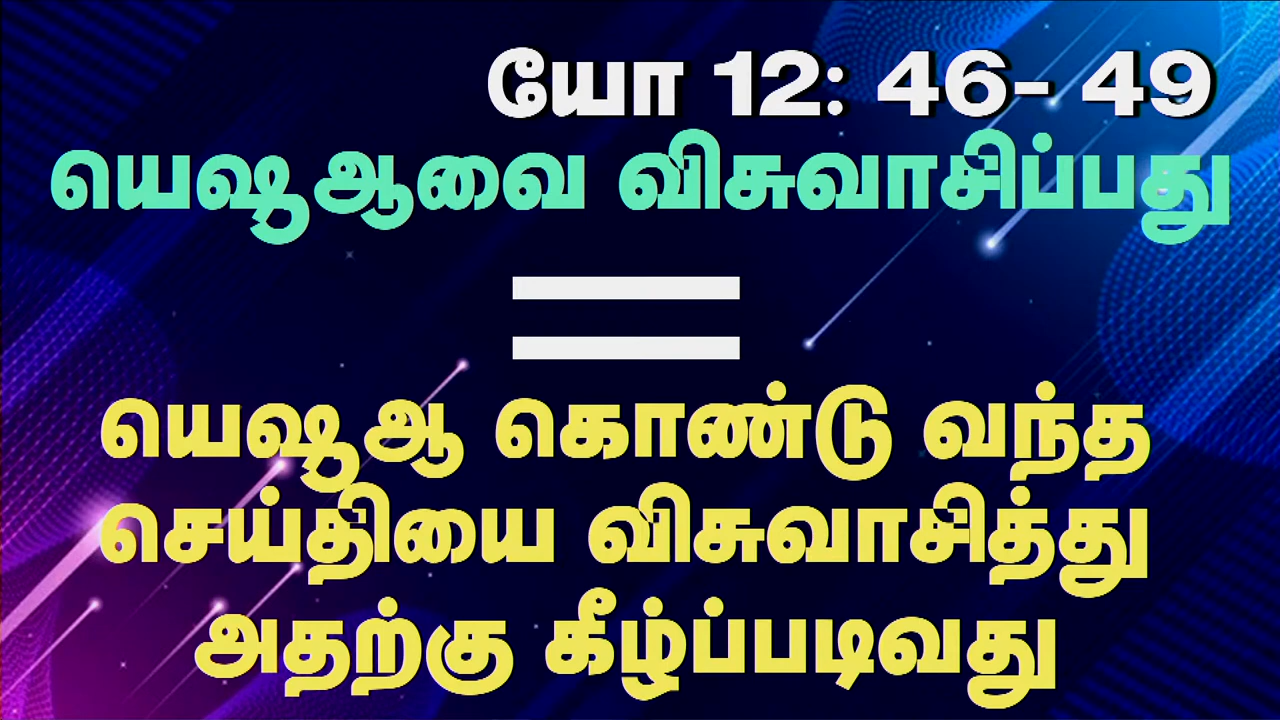 யோ 12: 46- 49
யெஷுஆவை விசுவாசிப்பது
=
யெஷுஆ கொண்டு வந்த
செய்தியை விசுவாசித்து
அதற்கு கீழ்ப்படிவது